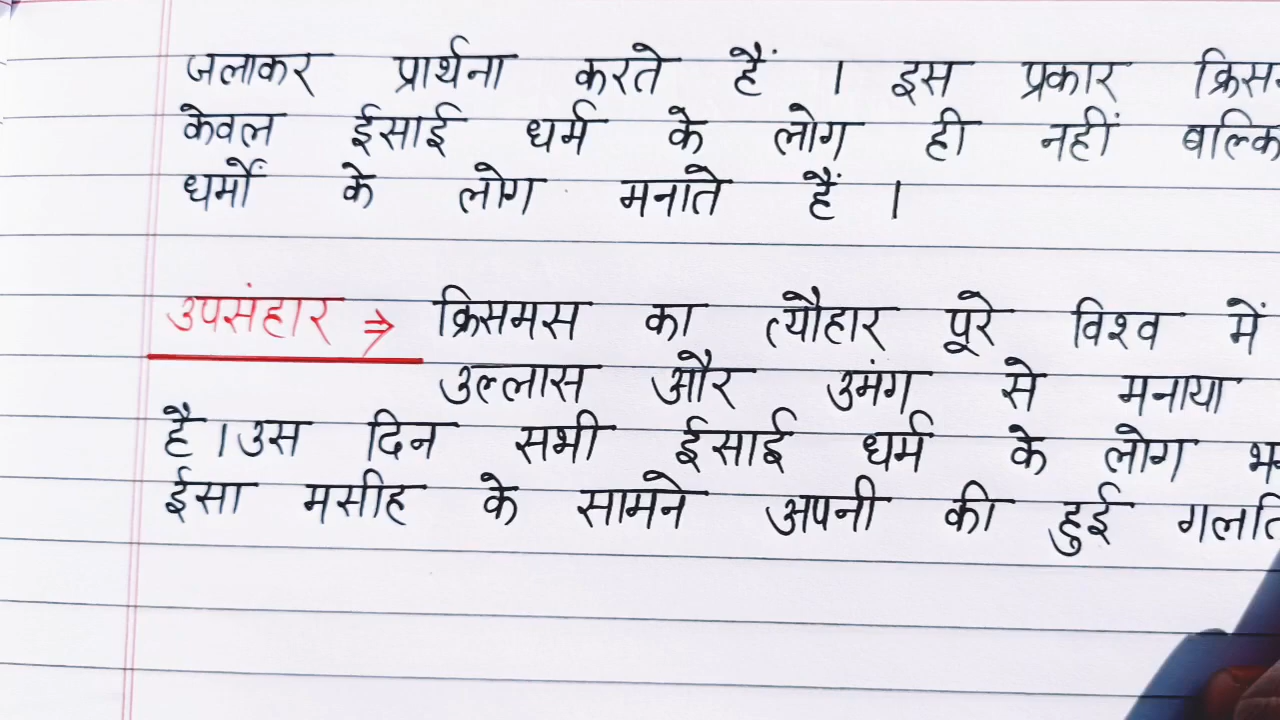 जलाकर प्रार्थना करते हैं । इस प्रकार
केवल ईसाई धर्म के लोग ही नहीं बल्कि
धर्मों के लोग मनाते हैं ।
उपसंहार ⇒ क्रिसमस का त्यौहार पूरे विश्व में
उल्लास और उमंग से मनाया
है । उस दिन सभी ईसाई धर्म के लोग
ईसा मसीह के सामने अपनी की हुई